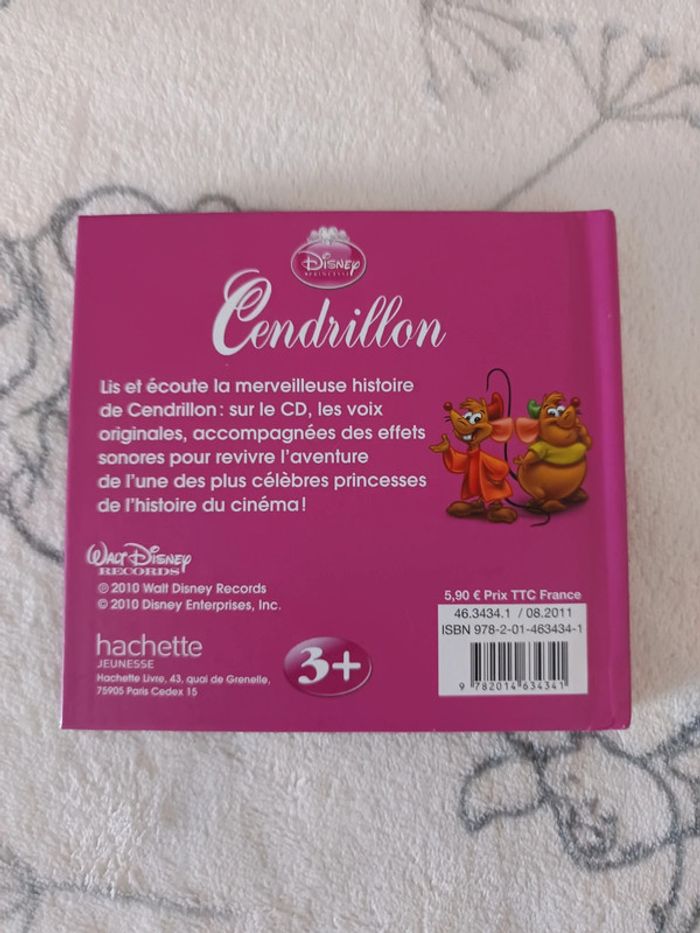 Disney
PRINCESSE
Cendrillon
Lis et écoute la merveilleuse histoire
de Cendrillon : sur le CD, les voix
originales, accompagnées des effets
sonores pour revivre l'aventure
de l'une des plus célèbres princesses
de l'histoire du cinéma !
WALT DISNEY
RECORDS
℗ 2010 Walt Disney Records
© 2010 Disney Enterprises, Inc.
hachette
JEUNESSE
Hachette Livre, 43, quai de Grenelle,
75905 Paris Cedex 15
3+
5,90 € Prix TTC France
46.3434.1 / 08.2011
ISBN 978-2-01-463434-1
9 782014 634341